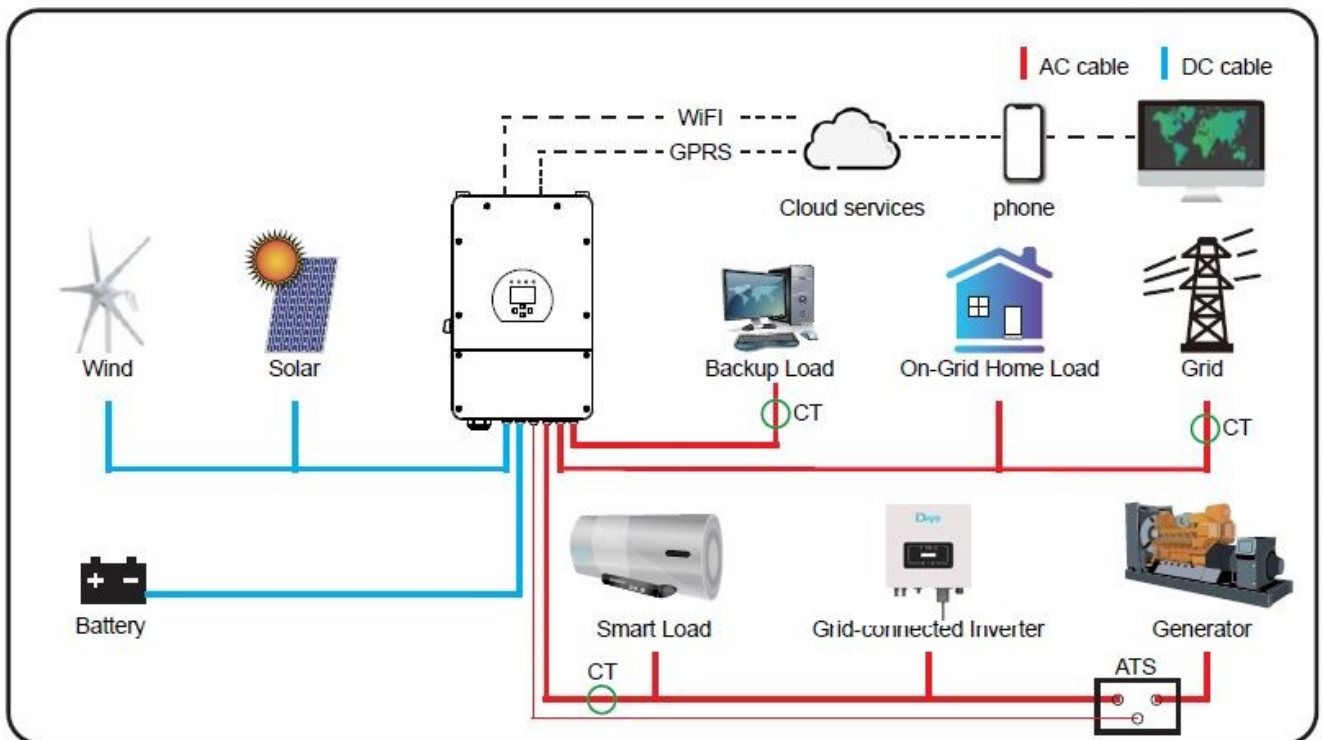 AC cable
DC cable
WiFI
GPRS
Cloud services
phone
Wind
Solar
Backup Load
On-Grid Home Load
Grid
CT
CT
Battery
Deye
Smart Load
Grid-connected Inverter
Generator
CT
ATS